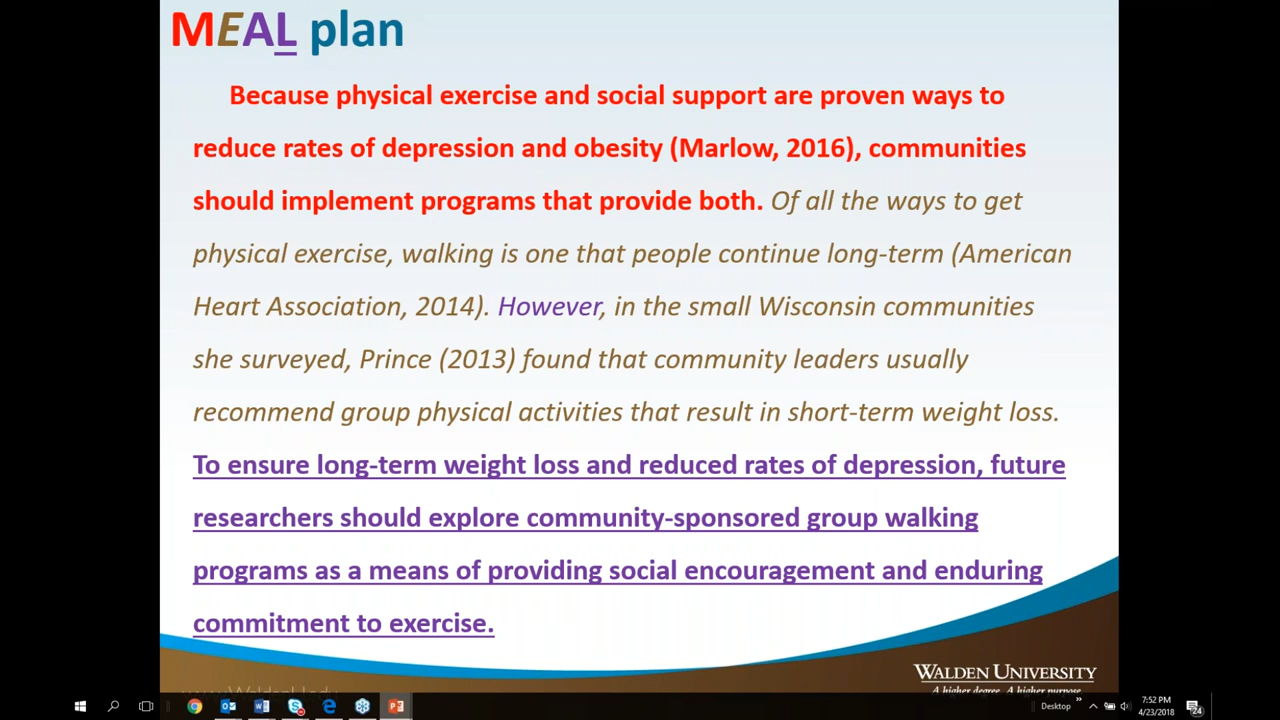 MEAL plan
Because physical exercise and social support are proven ways to
reduce rates of depression and obesity (Marlow, 2016), communities
should implement programs that provide both. Of all the ways to get
physical exercise, walking is one that people continue long-term (American
Heart Association, 2014). However, in the small Wisconsin communities
she surveyed, Prince (2013) found that community leaders usually
recommend group physical activities that result in short-term weight loss.
To ensure long-term weight loss and reduced rates of depression, future
researchers should explore community-sponsored group walking
programs as a means of providing social encouragement and enduring
commitment to exercise.
WALDEN UNIVERSITY
A higher degree. A higher purpose.
Desktop
7:52 PM
4/23/2018
24